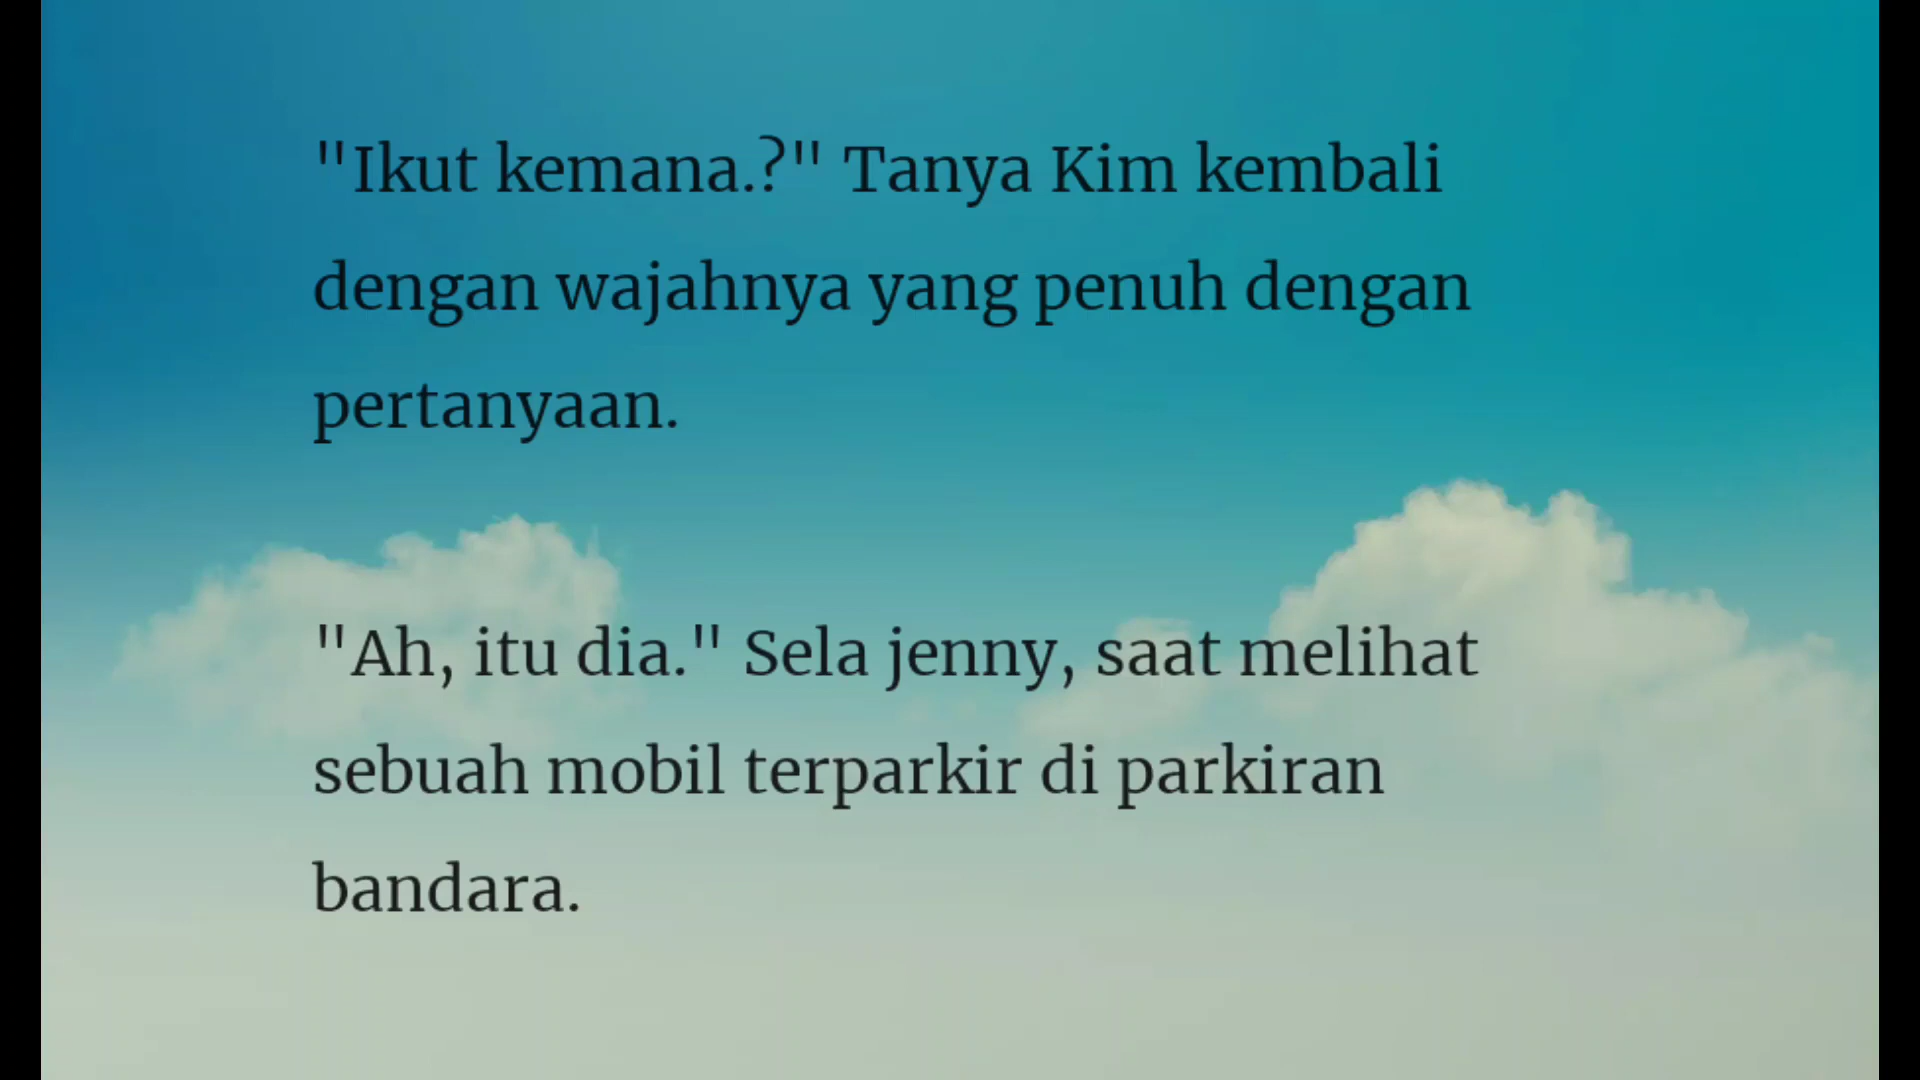 "Ikut kemana.?" Tanya Kim kembali
dengan wajahnya yang penuh dengan
pertanyaan.
"Ah, itu dia." Sela jenny, saat melihat
sebuah mobil terparkir di parkiran
bandara.